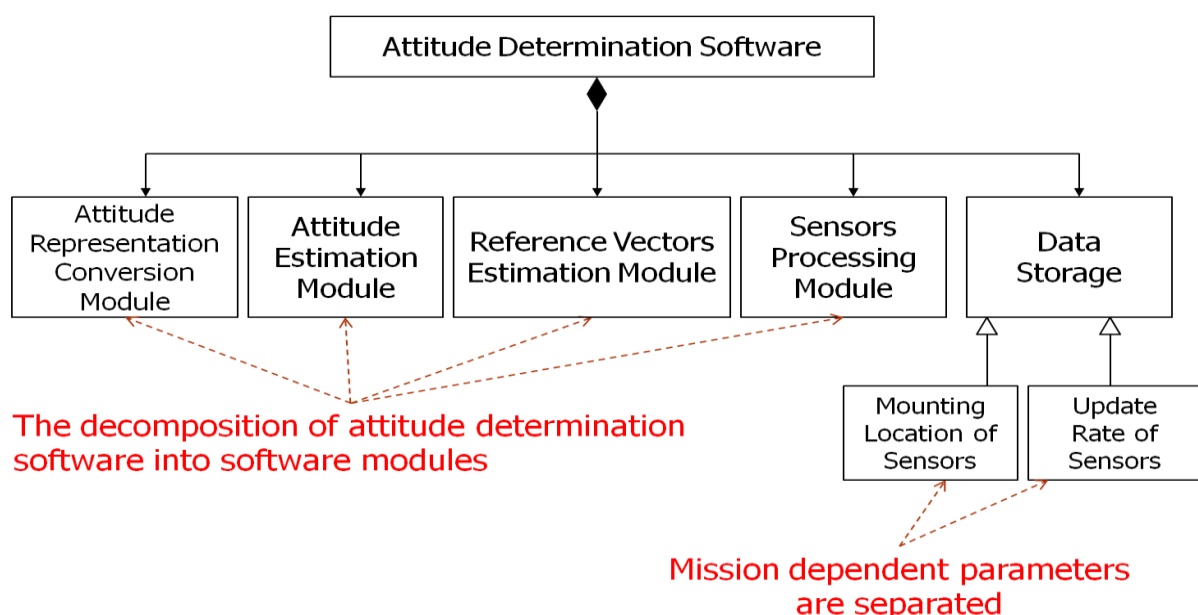 Attitude Determination Software
Attitude
Representation
Conversion
Module
Attitude
Estimation
Module
Reference Vectors
Estimation Module
Sensors
Processing
Module
Data
Storage
Mounting
Location of
Sensors
Update
Rate of
Sensors
The decomposition of attitude determination
software into software modules
Mission dependent parameters
are separated